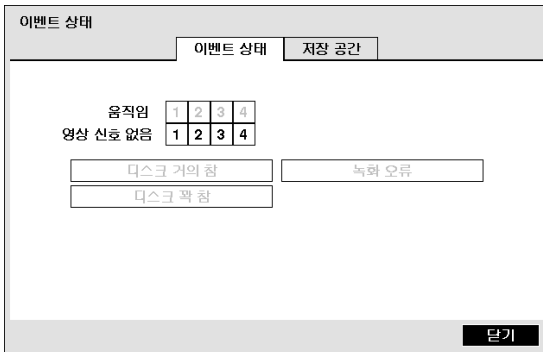 이벤트 상태
이벤트 상태 저장 공간
움직임 1 2 3 4
영상 신호 없음 1 2 3 4
디스크 거의 참 녹화 오류
디스크 꽉 참
닫기